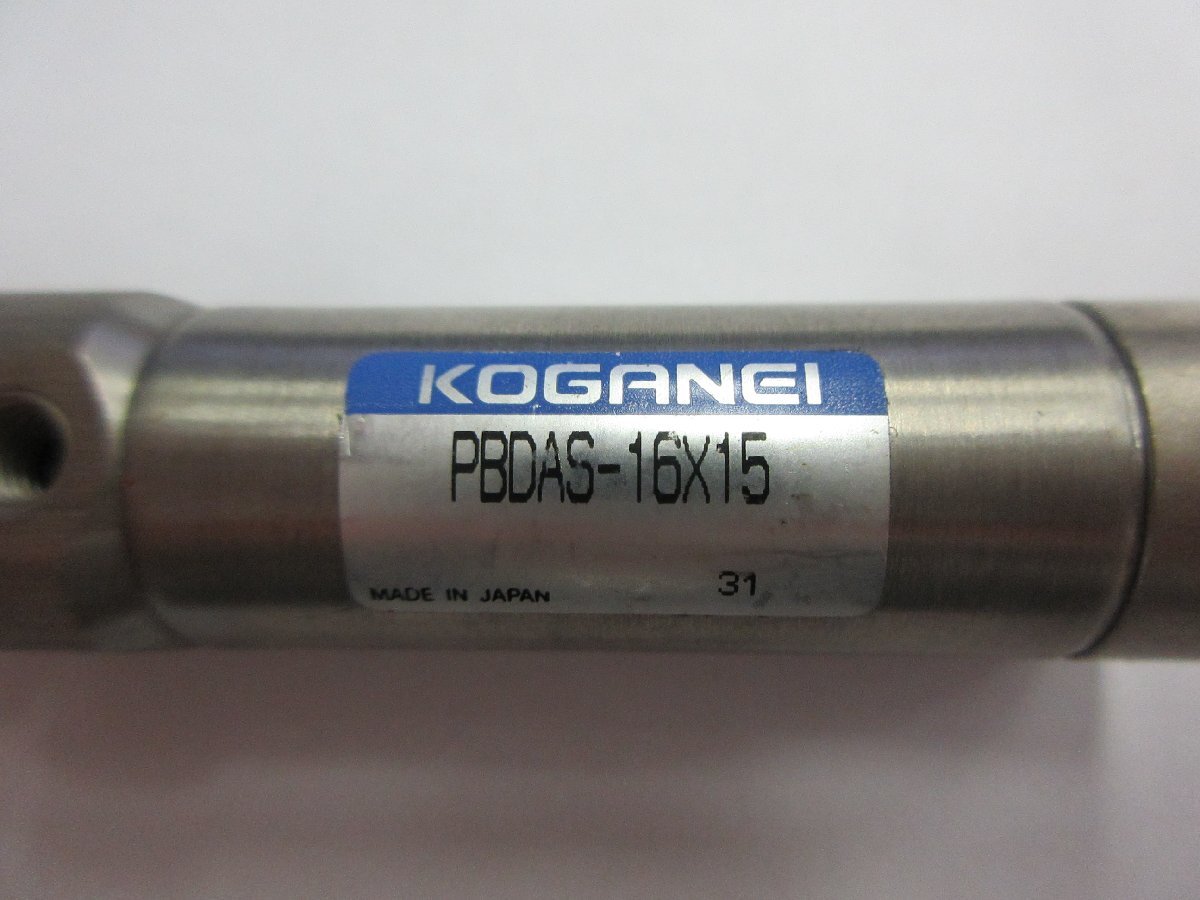 KOGANEI
PBDAS-16X15
MADE IN JAPAN 31